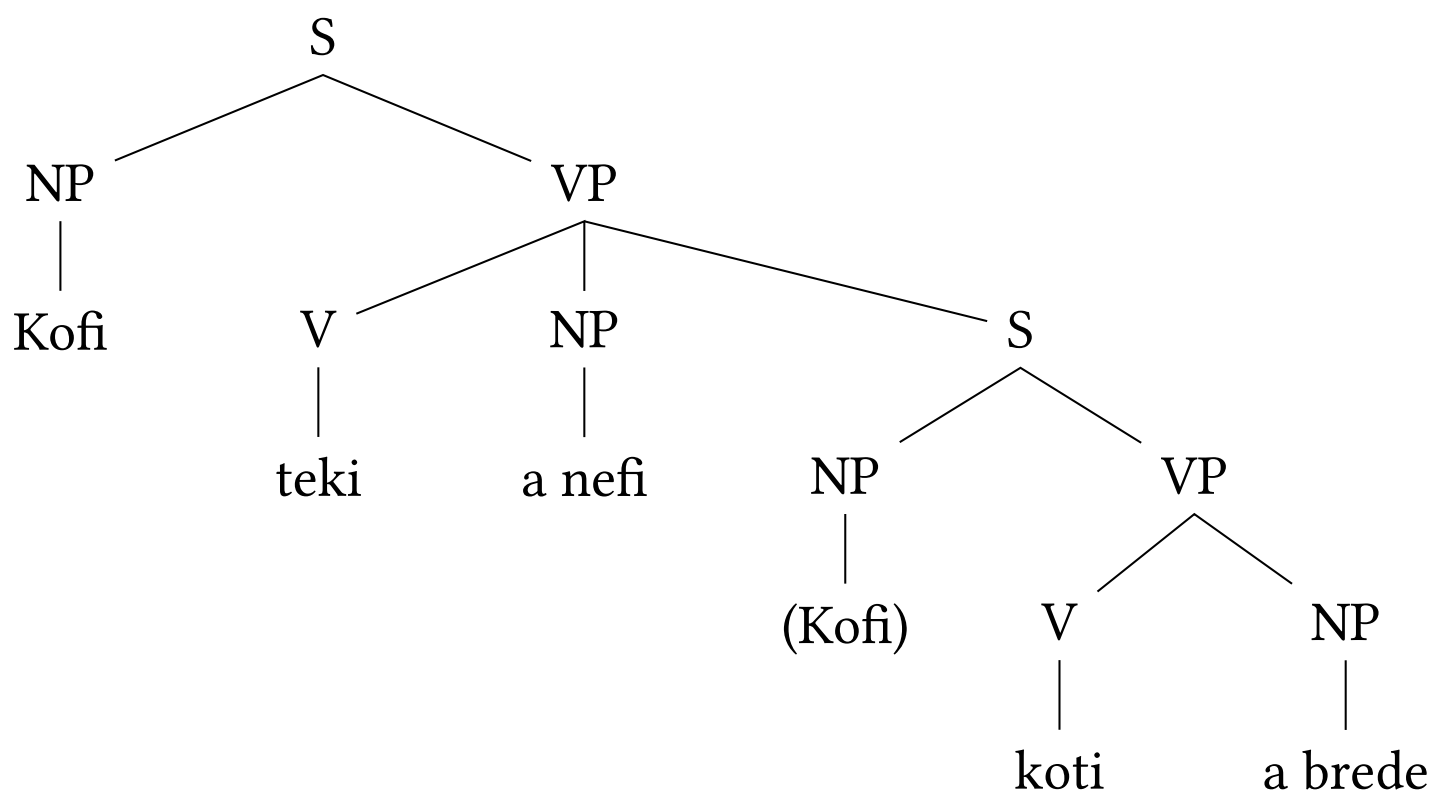 S
NP VP
Kofi V NP S
teki a nefi NP VP
(Kofi) V NP
koti a brede